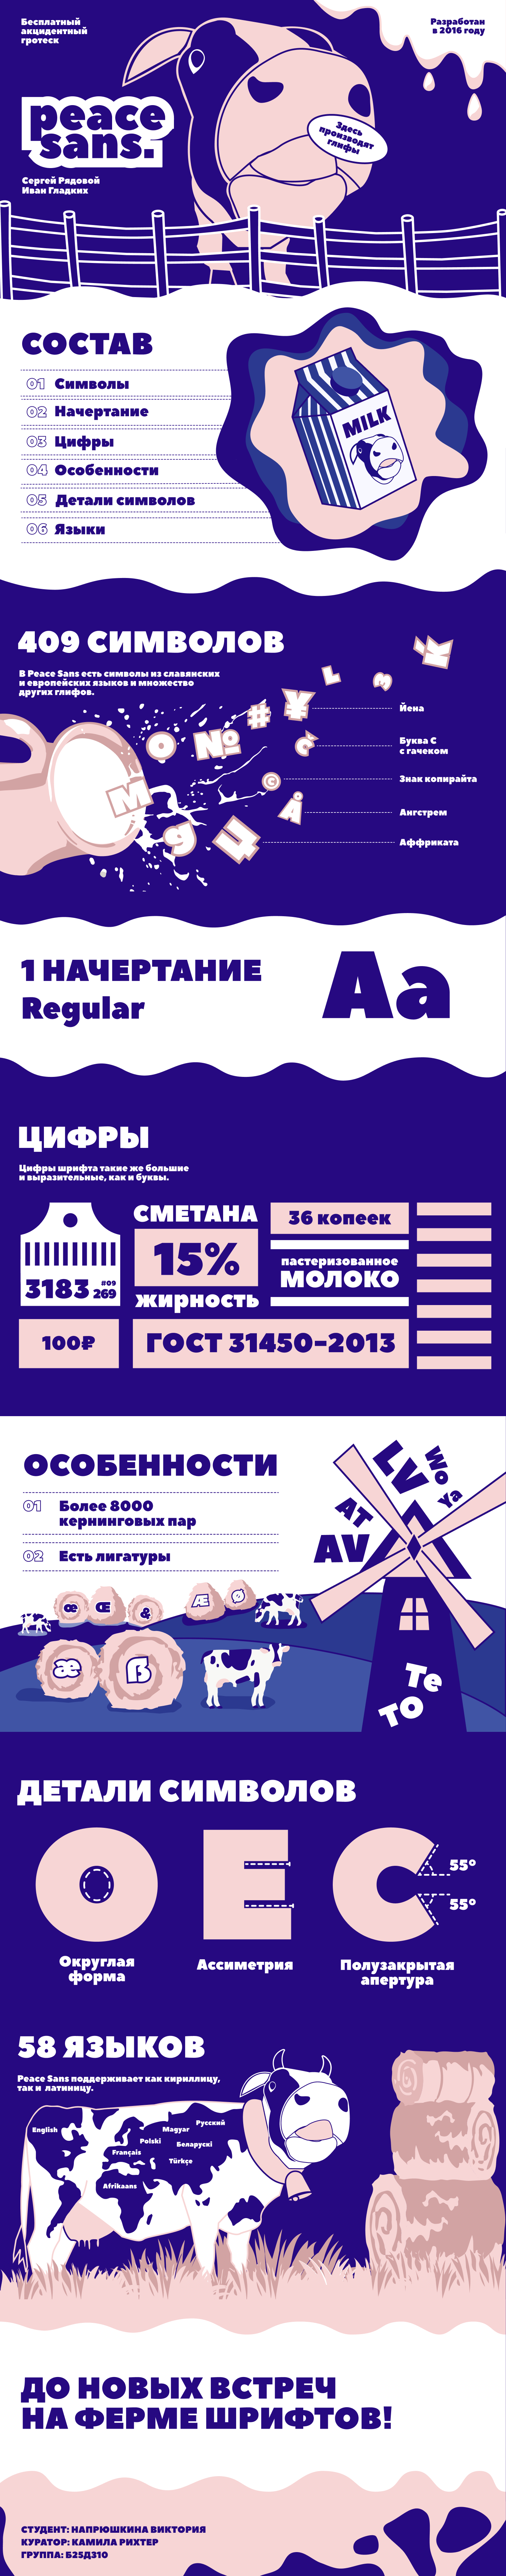 Бесплатный
акцидентный
гротеск
Разработан
в 2016 году
peace
sans.
Здесь
производят
глифы
Сергей Рядовой
Иван Гладких
СОСТАВ
01 Символы
02 Начертание
03 Цифры
04 Особенности
05 Детали символов
06 Языки
MILK
409 СИМВОЛОВ
В Peace Sans есть символы из славянских
и европейских языков и множество
других глифов.
Йена
Буква С
с гачеком
Знак копирайта
Ангстрем
Аффриката
1 НАЧЕРТАНИЕ
Regular
Aa
ЦИФРЫ
Цифры шрифта такие же большие
и выразительные, как и буквы.
3183 #09
269
СМЕТАНА
15%
жирность
36 копеек
пастеризованное
МОЛОКО
100₽
ГОСТ 31450-2013
ОСОБЕННОСТИ
01 Более 8000
кернинговых пар
02 Есть лигатуры
LV
Wo
Ya
AT
AV
Te
TO
œ
Œ
&
Æ
Ø
æ
ß
ДЕТАЛИ СИМВОЛОВ
О Е С
55°
55°
Округлая
форма
Ассиметрия
Полузакрытая
апертура
58 ЯЗЫКОВ
Peace Sans поддерживает как кириллицу,
так и латиницу.
English
Русский
Magyar
Polski
Беларускі
Français
Türkçe
Afrikaans
ДО НОВЫХ ВСТРЕЧ
НА ФЕРМЕ ШРИФТОВ!
СТУДЕНТ: НАПРЮШКИНА ВИКТОРИЯ
КУРАТОР: КАМИЛА РИХТЕР
ГРУППА: Б25Д310